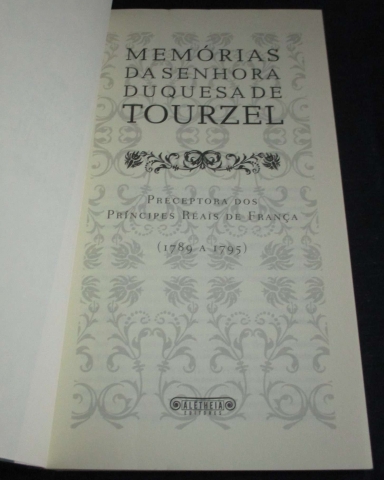 MEMÓRIAS
DA SENHORA
DUQUESA DE
TOURZEL
PRECEPTORA DOS
PRÍNCIPES REAIS DE FRANÇA
(1789 A 1795)
ALÊTHEIA
EDITORES